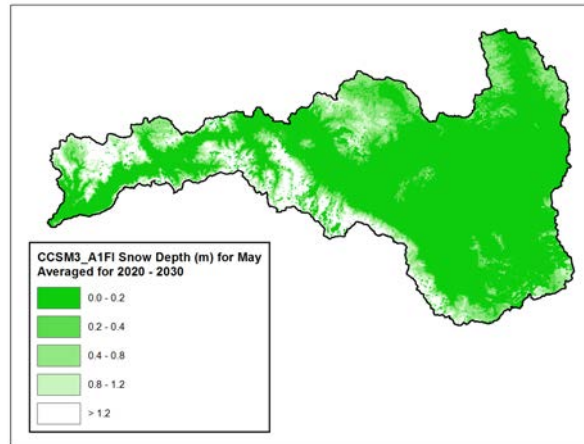 CCSM3_A1FI Snow Depth (m) for May
Averaged for 2020 - 2030
0.0 - 0.2
0.2 - 0.4
0.4 - 0.8
0.8 - 1.2
> 1.2